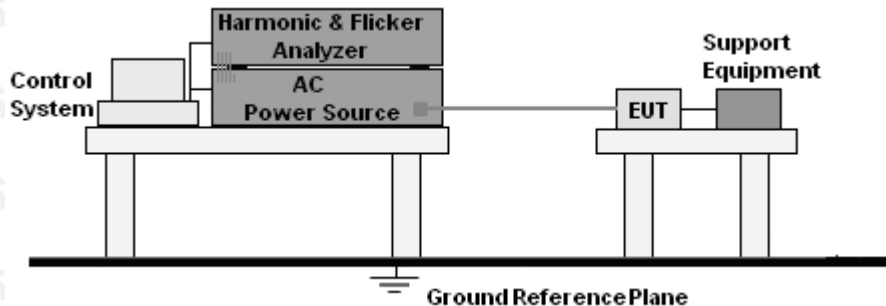 Harmonic & Flicker
Analyzer
AC
Power Source
Control
System
EUT
Support
Equipment
Ground Reference Plane